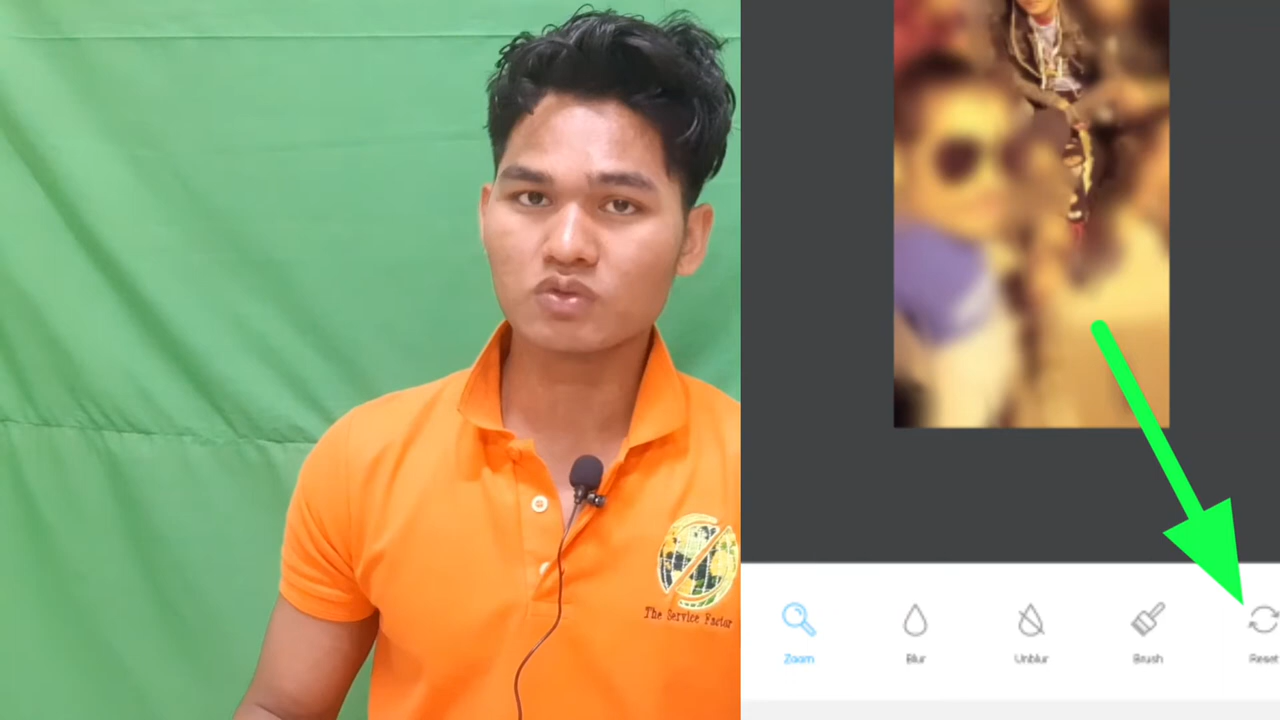 The Service Factor
Zoom
Blur
Unblur
Brush
Reset